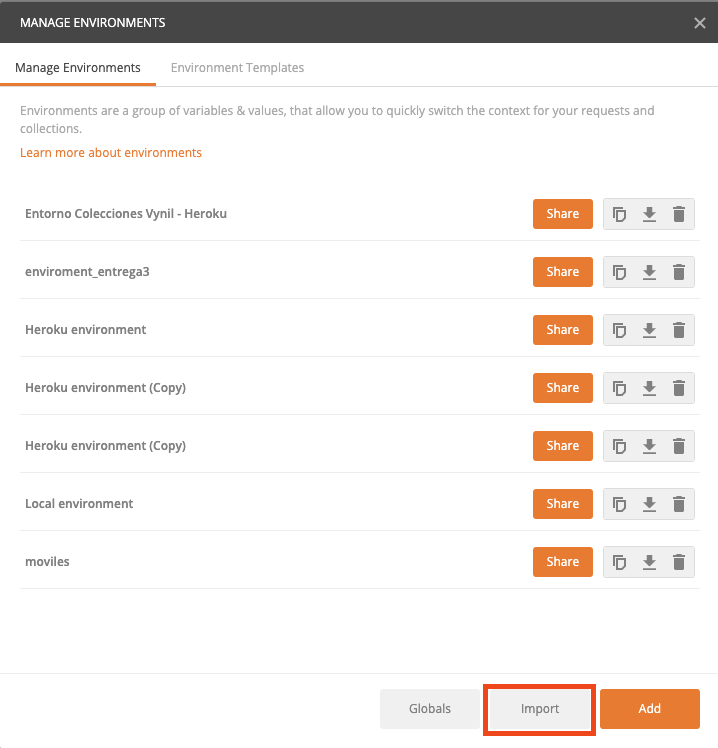 MANAGE ENVIRONMENTS
Manage Environments Environment Templates
Environments are a group of variables & values, that allow you to quickly switch the context for your requests and
collections.
Learn more about environments
Entorno Colecciones Vynil - Heroku Share
enviroment_entrega3 Share
Heroku environment Share
Heroku environment (Copy) Share
Heroku environment (Copy) Share
Local environment Share
moviles Share
Globals Import Add